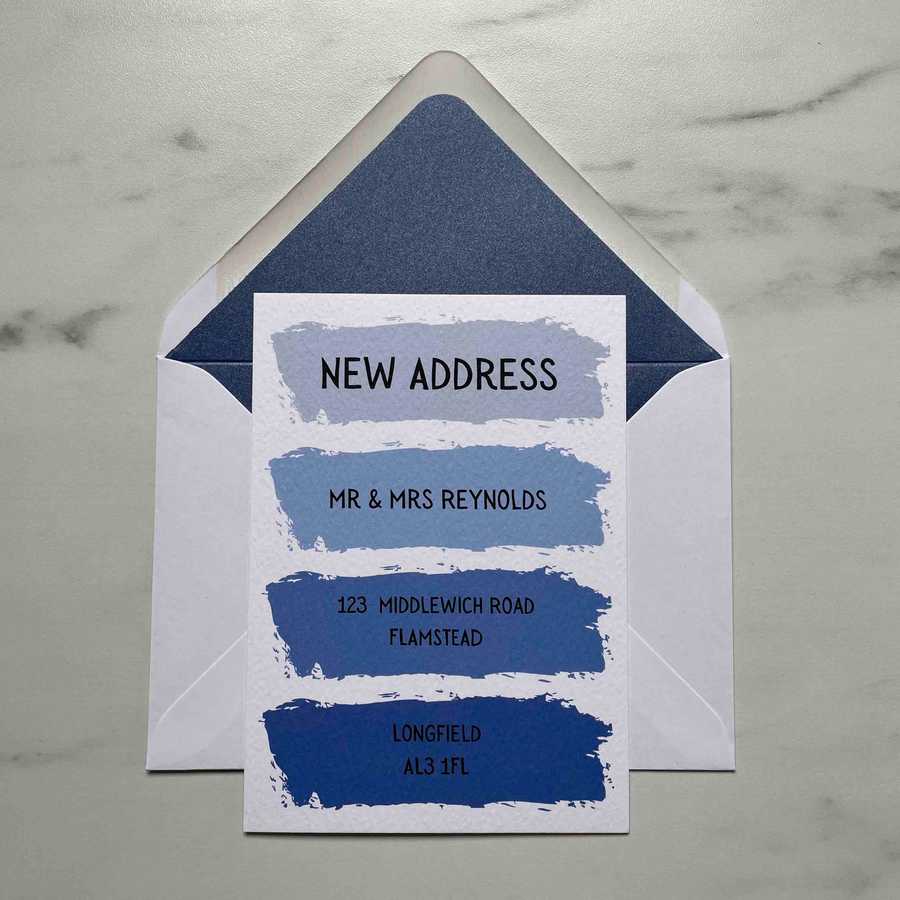 NEW ADDRESS
MR & MRS REYNOLDS
123 MIDDLEWICH ROAD
FLAMSTEAD
LONGFIELD
AL3 1FL